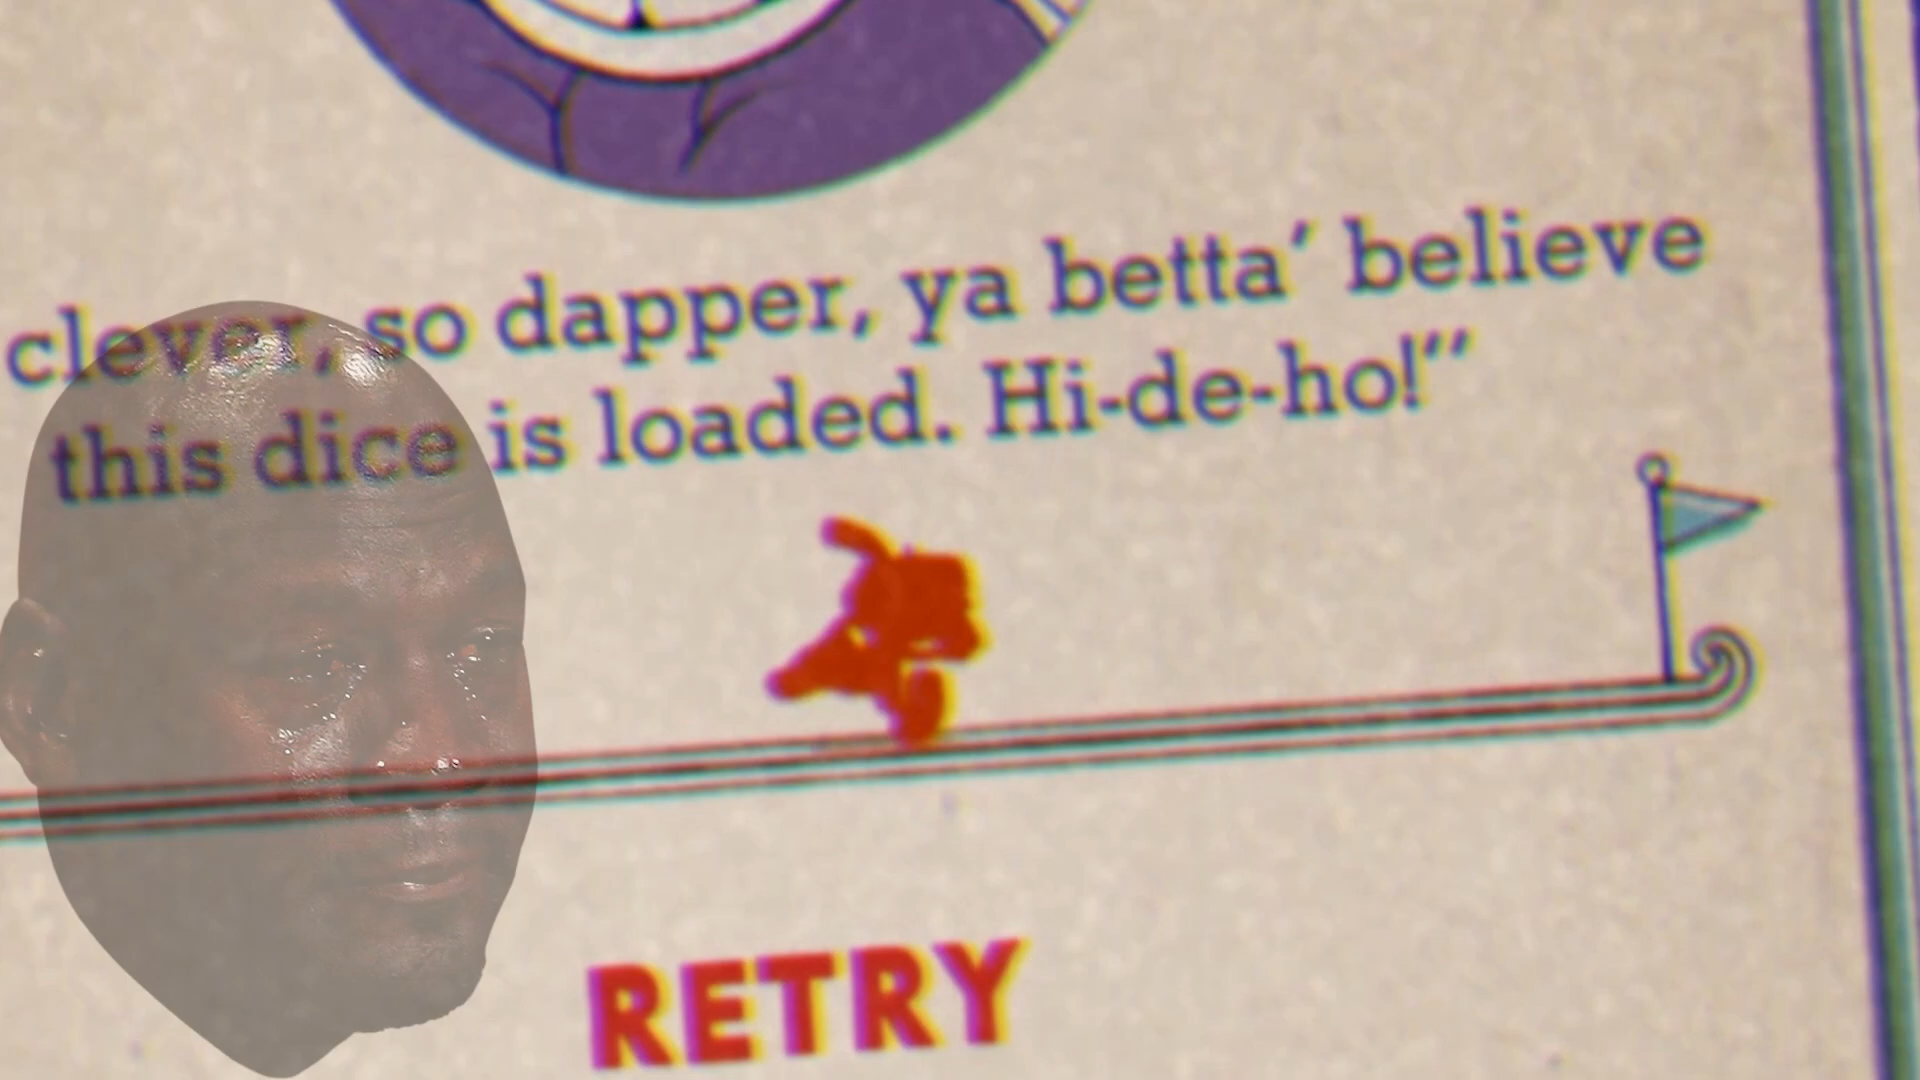 clever, so dapper, ya betta' believe
this dice is loaded. Hi-de-ho!"
RETRY